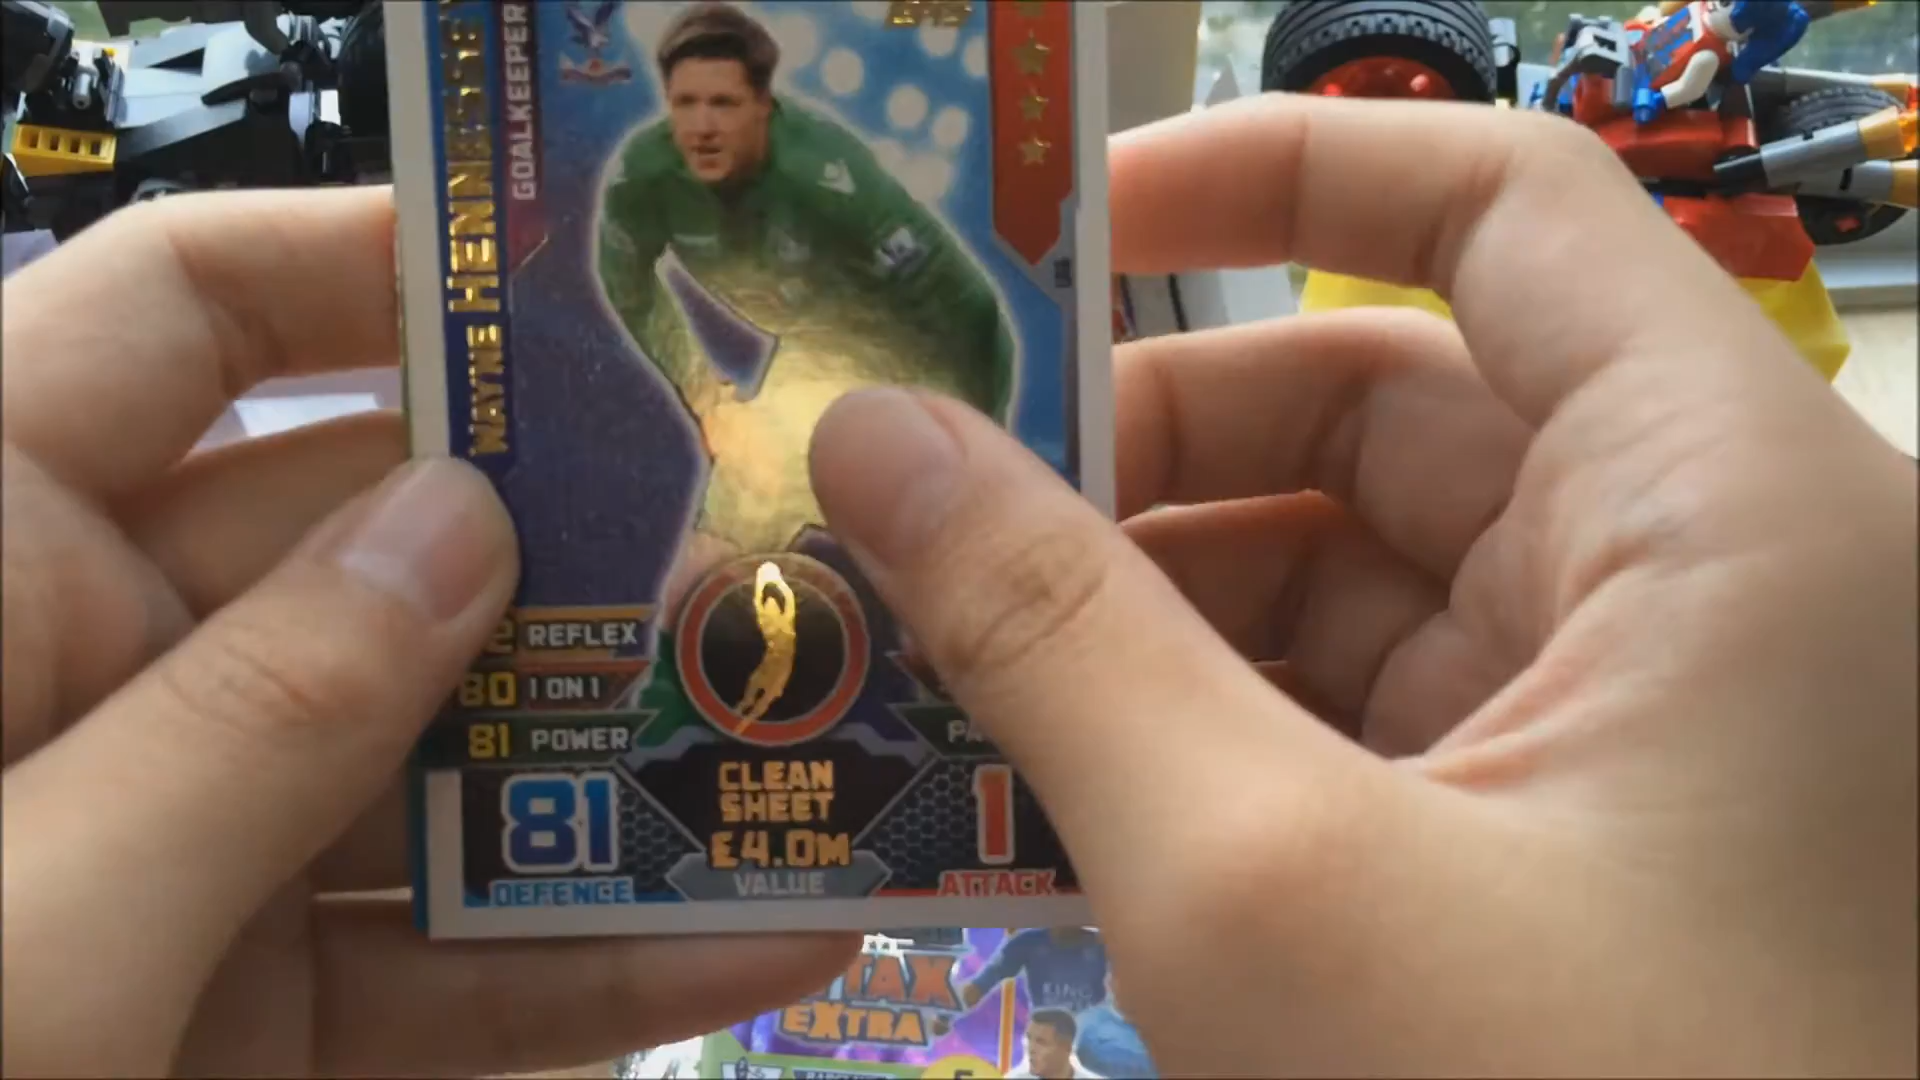 WAYNE HENNESSEY
GOALKEEPER
REFLEX
80 1 ON 1
81 POWER
81
DEFENCE
CLEAN
SHEET
£4.0M
VALUE
1
ATTACK
EXTRA
KING